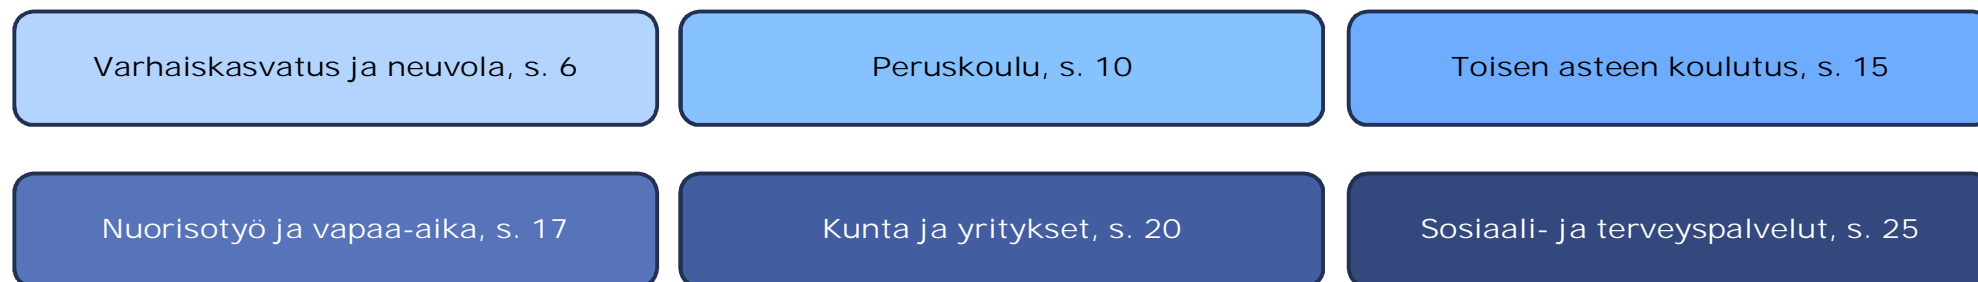 Varhaiskasvatus ja neuvola, s. 6
Peruskoulu, s. 10
Toisen asteen koulutus, s. 15
Nuorisotyö ja vapaa-aika, s. 17
Kunta ja yritykset, s. 20
Sosiaali- ja terveyspalvelut, s. 25